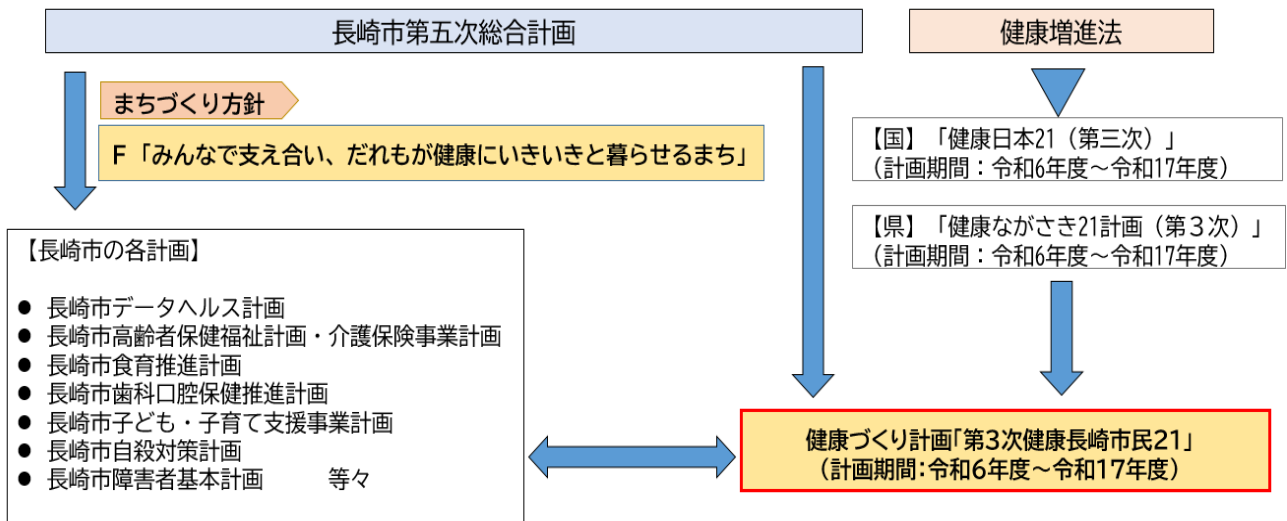 長崎市第五次総合計画
健康増進法
まちづくり方針
F「みんなで支え合い、だれもが健康にいきいきと暮らせるまち」
【国】「健康日本21（第三次）」
（計画期間：令和6年度～令和17年度）
【県】「健康ながさき21計画（第３次）」
（計画期間：令和6年度～令和17年度）
【長崎市の各計画】
● 長崎市データヘルス計画
● 長崎市高齢者保健福祉計画・介護保険事業計画
● 長崎市食育推進計画
● 長崎市歯科口腔保健推進計画
● 長崎市子ども・子育て支援事業計画
● 長崎市自殺対策計画
● 長崎市障害者基本計画　　　等々
健康づくり計画「第3次健康長崎市民21」
（計画期間：令和6年度～令和17年度）